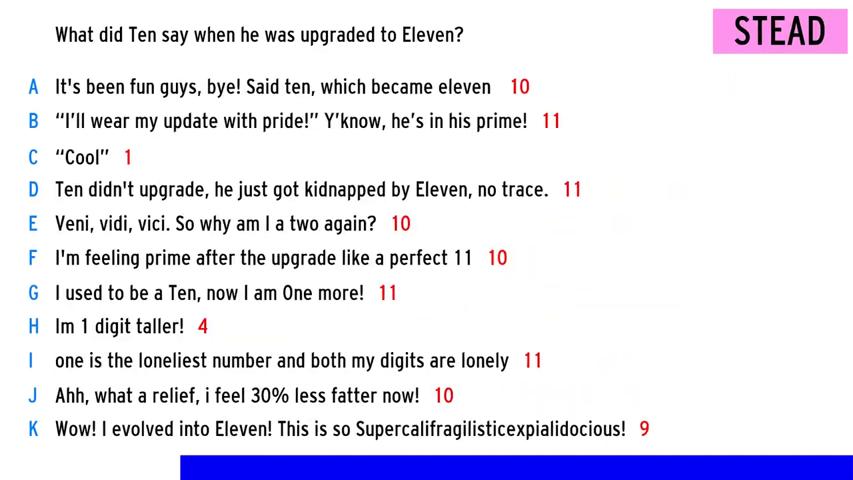 What did Ten say when he was upgraded to Eleven?
STEAD
A It's been fun guys, bye! Said ten, which became eleven 10
B “I’ll wear my update with pride!” Y’know, he’s in his prime! 11
C “Cool” 1
D Ten didn't upgrade, he just got kidnapped by Eleven, no trace. 11
E Veni, vidi, vici. So why am I a two again? 10
F I'm feeling prime after the upgrade like a perfect 11 10
G I used to be a Ten, now I am One more! 11
H Im 1 digit taller! 4
I one is the loneliest number and both my digits are lonely 11
J Ahh, what a relief, i feel 30% less fatter now! 10
K Wow! I evolved into Eleven! This is so Supercalifragilisticexpialidocious! 9